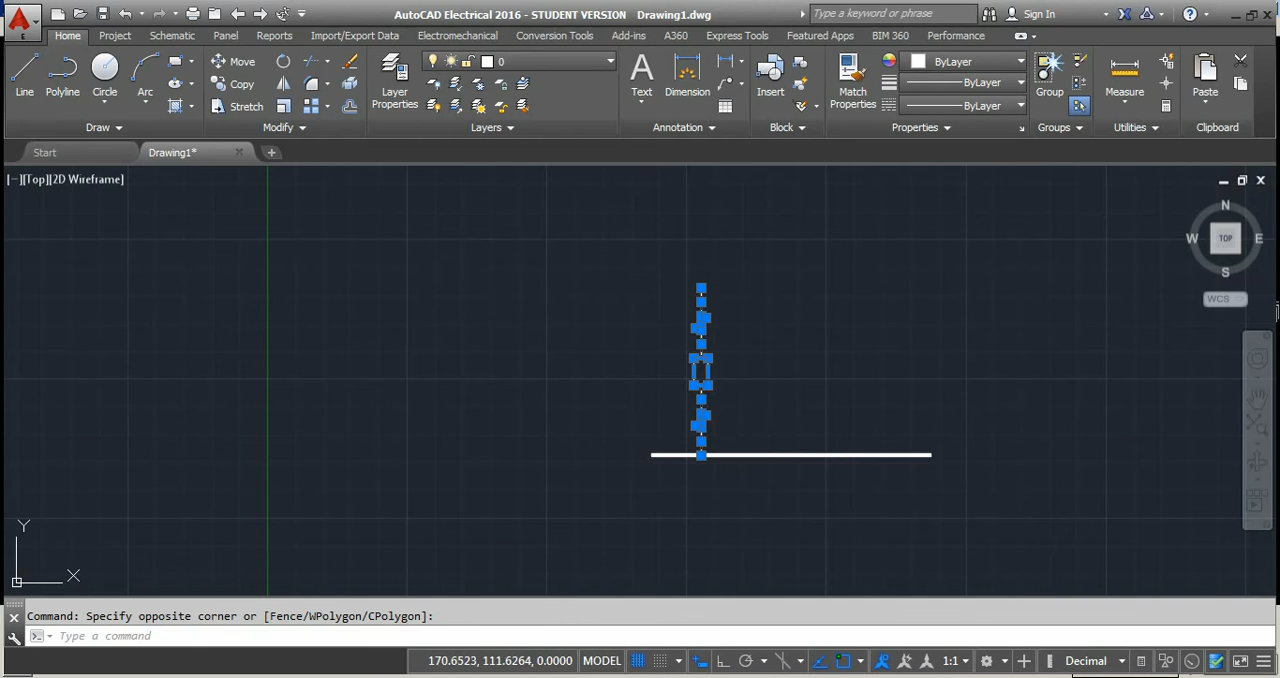 AutoCAD Electrical 2016 - STUDENT VERSION Drawing1.dwg
Type a keyword or phrase
Sign In
Home Project Schematic Panel Reports Import/Export Data Electromechanical Conversion Tools Add-ins A360 Express Tools Featured Apps BIM 360 Performance
E
Line Polyline Circle Arc
Move
Copy
Stretch
Layer Properties
0
Text Dimension
Insert
Match Properties
ByLayer
ByLayer
ByLayer
Group
Measure
Paste
Draw Modify Layers Annotation Block Properties Groups Utilities Clipboard
Start Drawing1*
[−][Top][2D Wireframe]
N
W TOP E
S
WCS
Y
X
Command: Specify opposite corner or [Fence/WPolygon/CPolygon]:
Type a command
170.6523, 111.6264, 0.0000 MODEL 1:1 Decimal